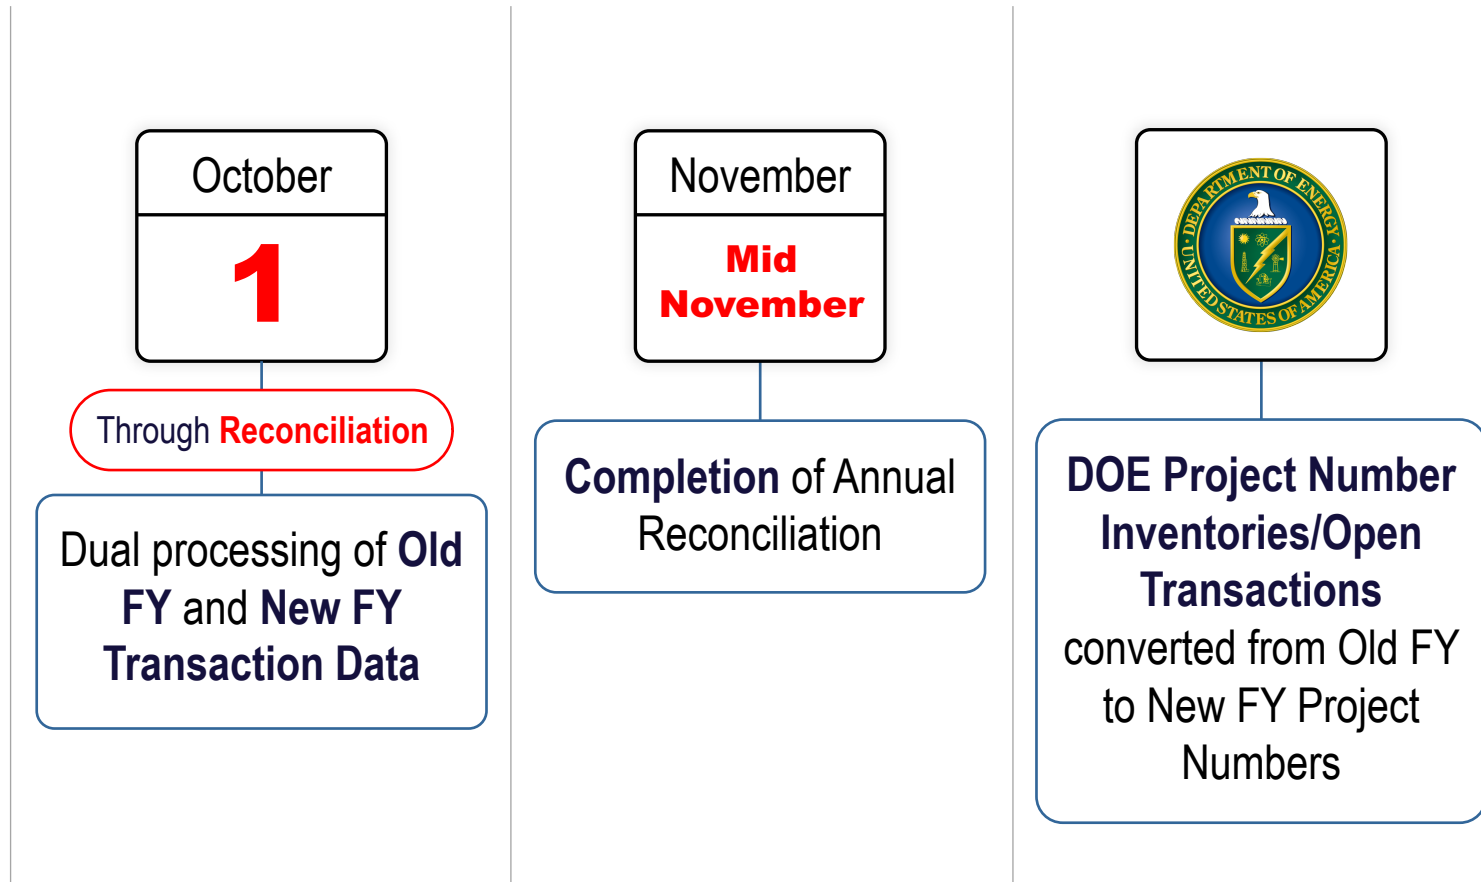 October
1
Through Reconciliation
Dual processing of Old
FY and New FY
Transaction Data
November
Mid
November
Completion of Annual
Reconciliation
DEPARTMENT OF ENERGY
UNITED STATES OF AMERICA
DOE Project Number
Inventories/Open
Transactions
converted from Old FY
to New FY Project
Numbers